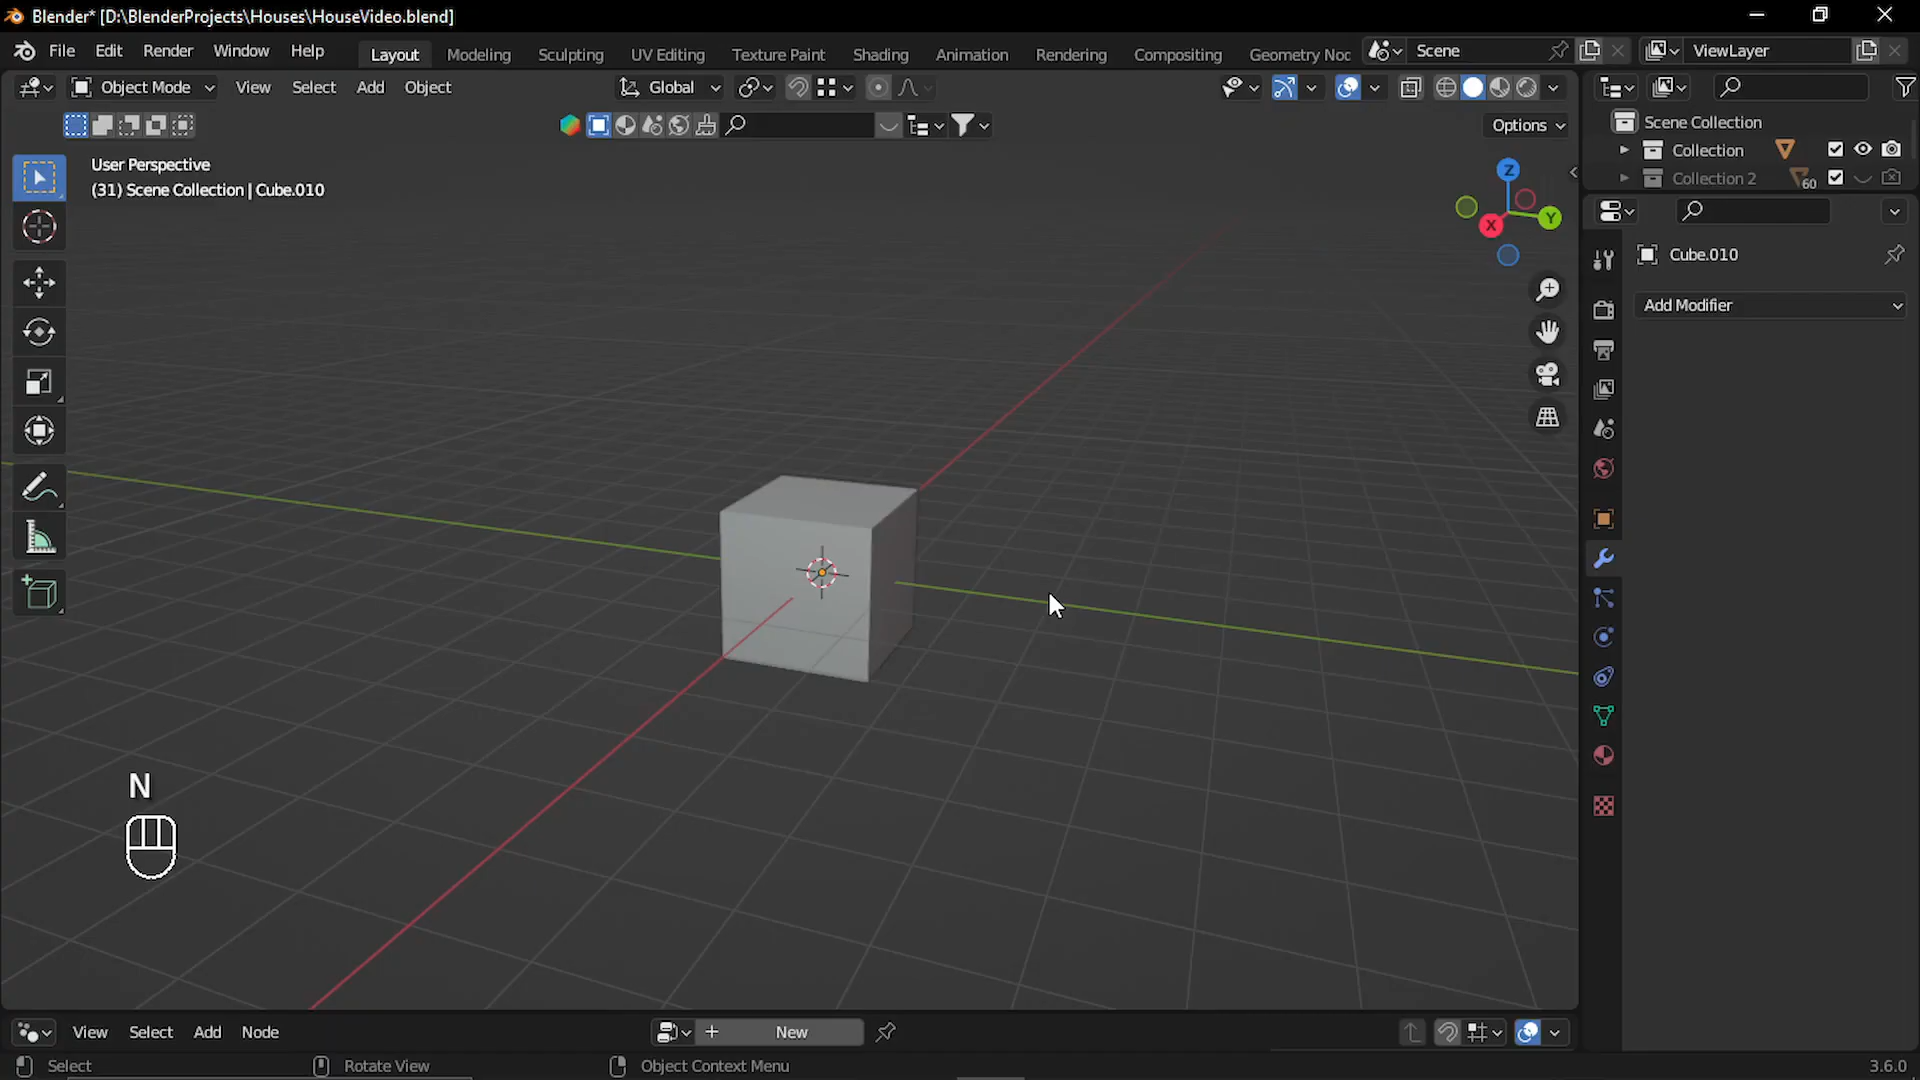 Blender* [D:\BlenderProjects\Houses\HouseVideo.blend]
File Edit Render Window Help Layout Modeling Sculpting UV Editing Texture Paint Shading Animation Rendering Compositing Geometry Noc Scene ViewLayer
Object Mode View Select Add Object Global
Options
Scene Collection
Collection
Collection 2 60
User Perspective
(31) Scene Collection | Cube.010
Z
Y
X
Cube.010
Add Modifier
N
View Select Add Node New
Select Rotate View Object Context Menu 3.6.0